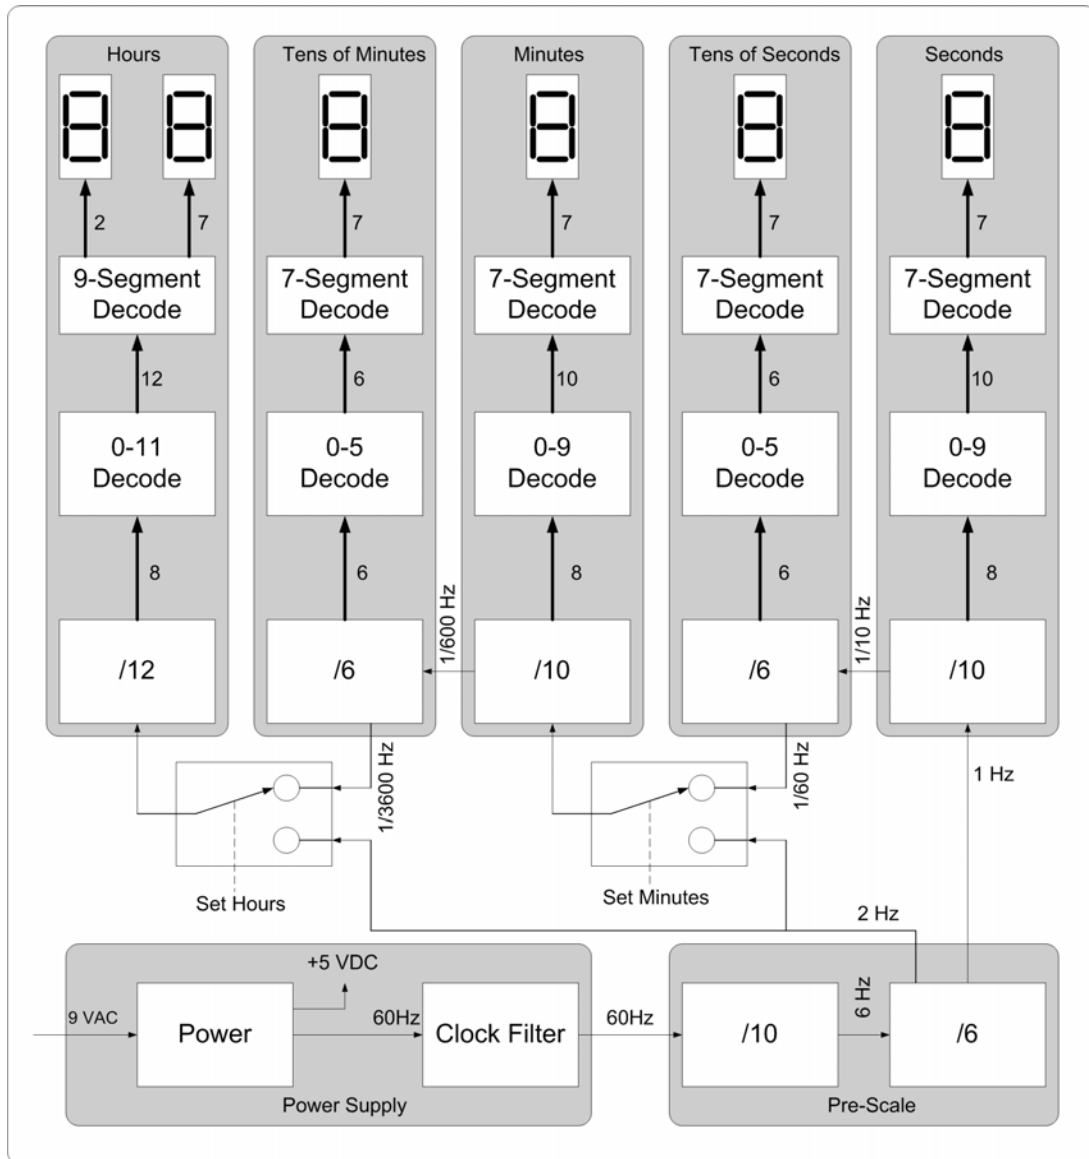 Hours
Tens of Minutes
Minutes
Tens of Seconds
Seconds
2
7
7
7
7
7
9-Segment
Decode
7-Segment
Decode
7-Segment
Decode
7-Segment
Decode
7-Segment
Decode
12
6
10
6
10
0-11
Decode
0-5
Decode
0-9
Decode
0-5
Decode
0-9
Decode
8
6
8
6
8
/12
/6
1/600 Hz
/10
/6
1/10 Hz
/10
1/3600 Hz
1/60 Hz
1 Hz
Set Hours
Set Minutes
2 Hz
9 VAC
Power
+5 VDC
60Hz
Clock Filter
60Hz
/10
6 Hz
/6
Power Supply
Pre-Scale